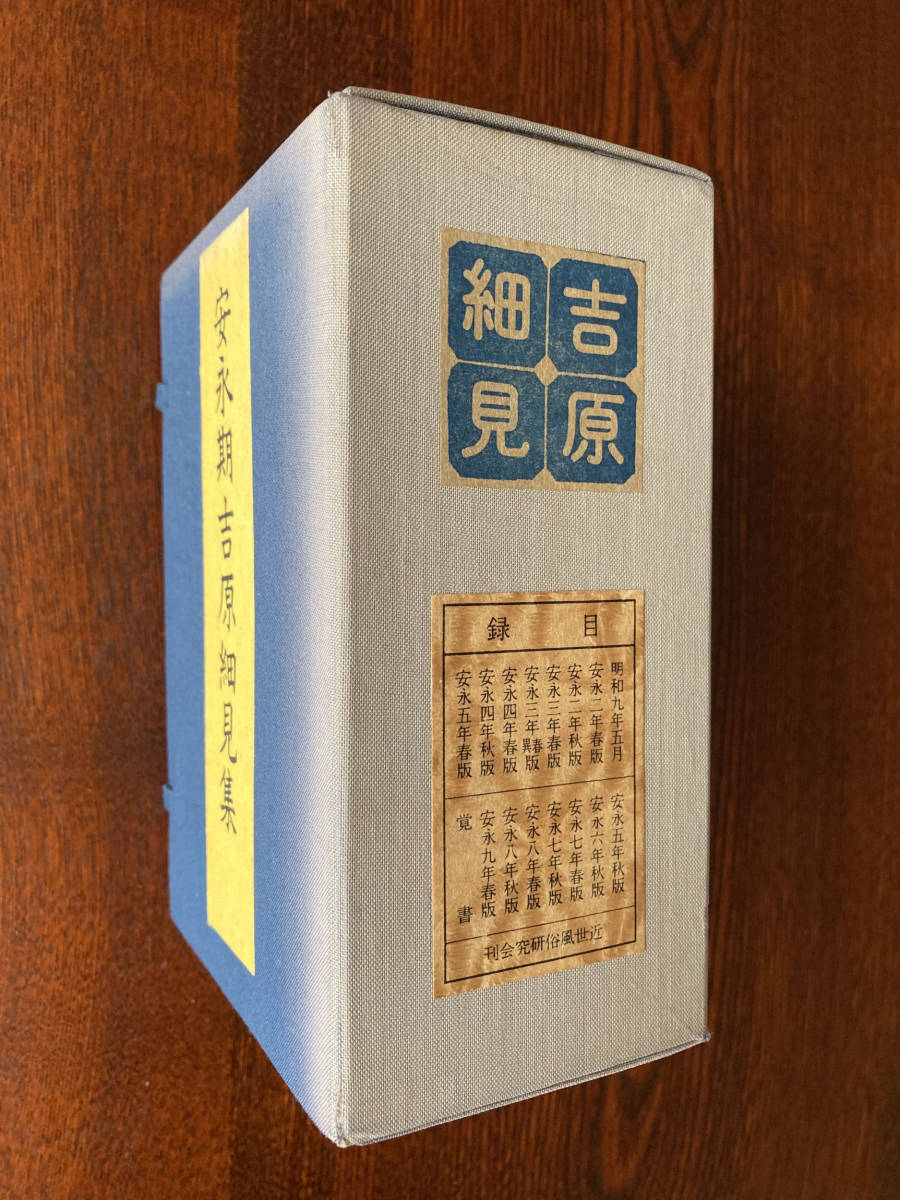 安永期吉原細見集
吉原
細見
目録
明和九年五月
安永二年春版
安永二年秋版
安永三年春版
安永三年春異版
安永四年春版
安永四年秋版
安永五年春版
安永五年秋版
安永六年秋版
安永七年春版
安永七年秋版
安永八年春版
安永八年秋版
安永九年春版
覚書
近世風俗研究会刊